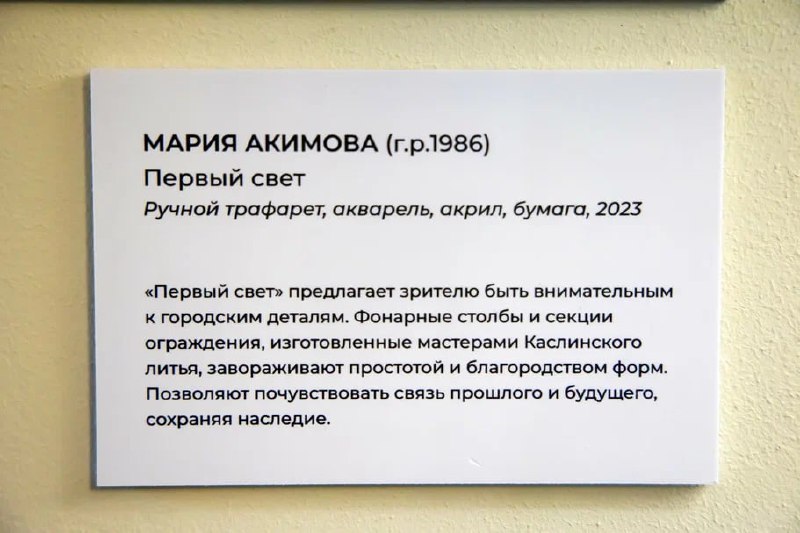 МАРИЯ АКИМОВА (г.р.1986)
Первый свет
Ручной трафарет, акварель, акрил, бумага, 2023
«Первый свет» предлагает зрителю быть внимательным
к городским деталям. Фонарные столбы и секции
ограждения, изготовленные мастерами Каслинского
литья, завораживают простотой и благородством форм.
Позволяют почувствовать связь прошлого и будущего,
сохраняя наследие.